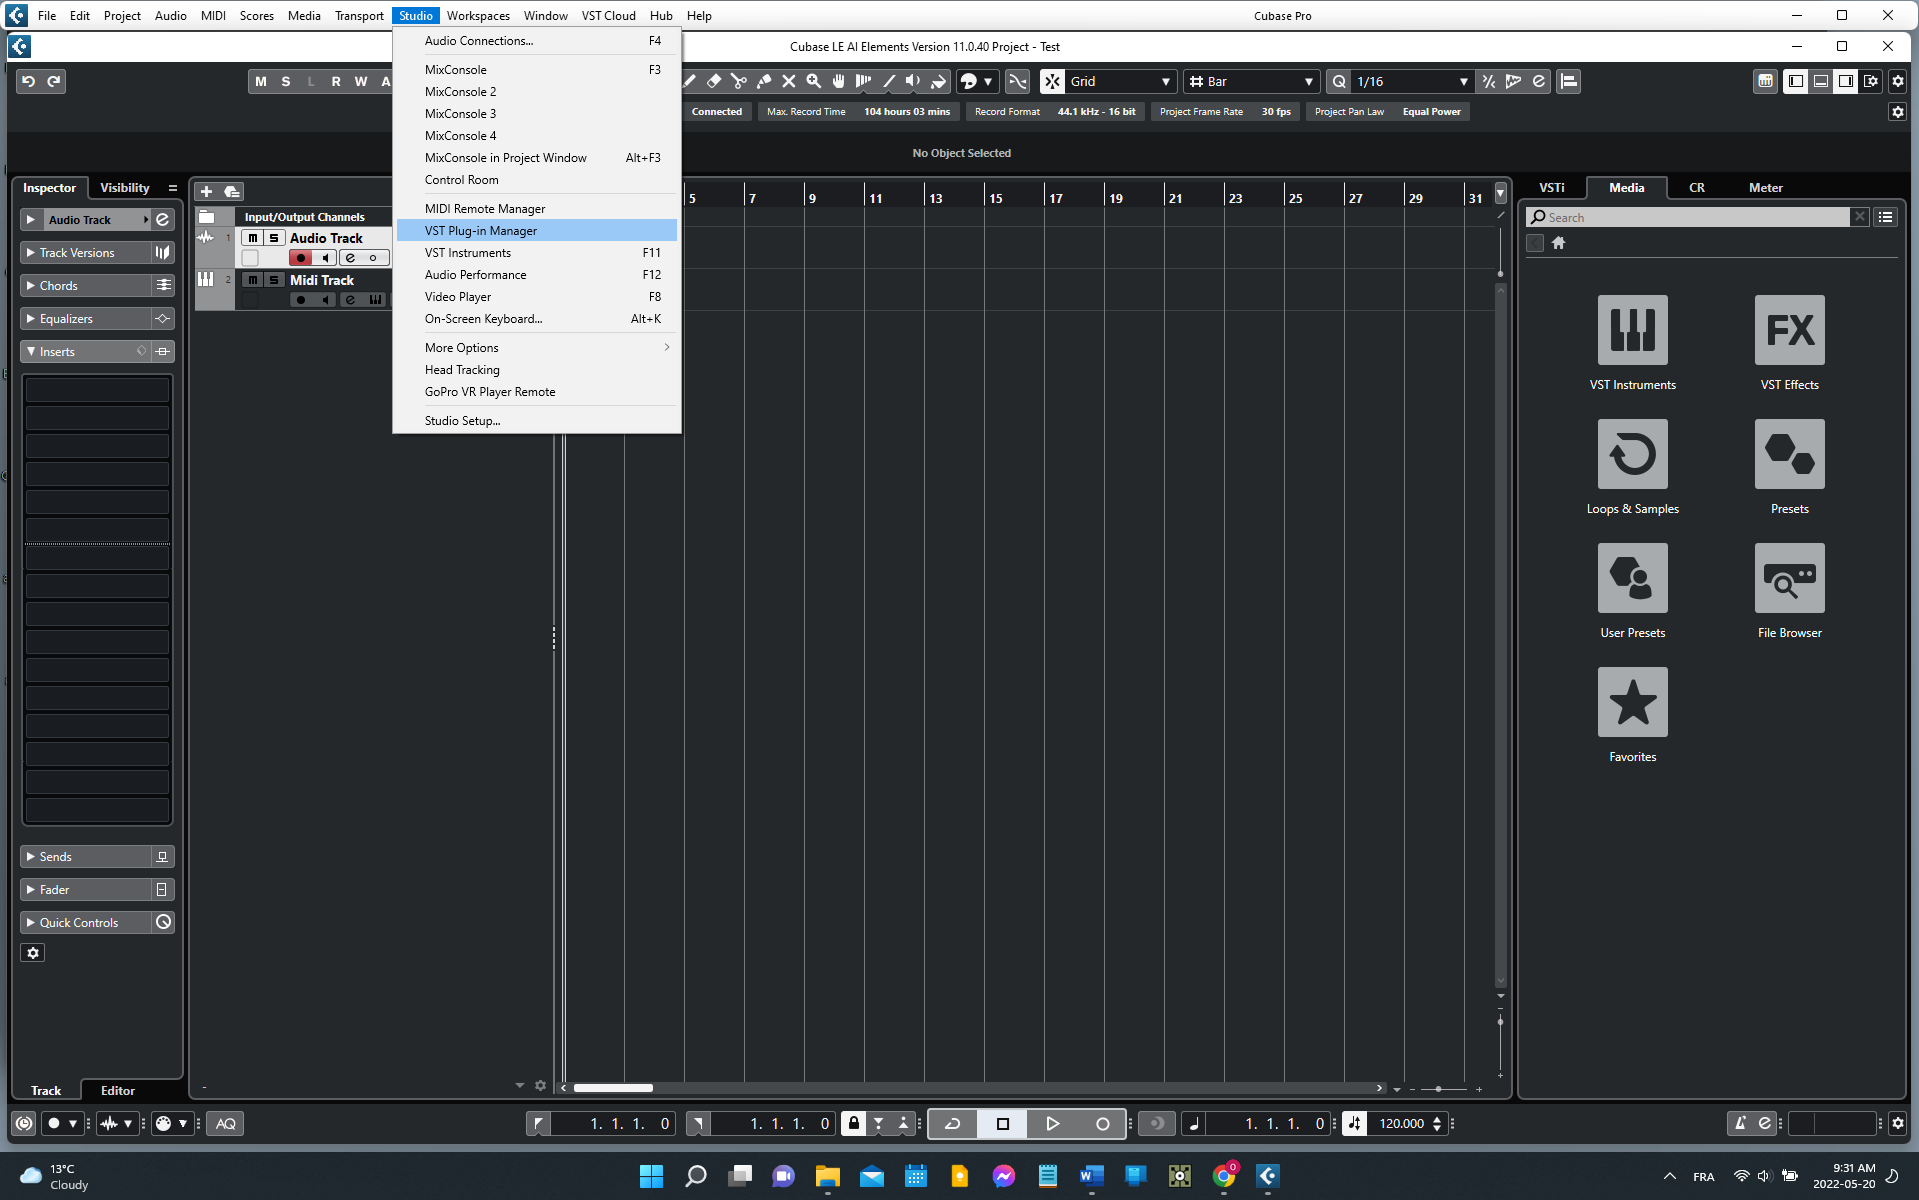 File Edit Project Audio MIDI Scores Media Transport Studio Workspaces Window VST Cloud Hub Help Cubase Pro
Cubase LE AI Elements Version 11.0.40 Project - Test
M S L R W A Grid Bar Q 1/16
Connected Max. Record Time 104 hours 03 mins Record Format 44.1 kHz - 16 bit Project Frame Rate 30 fps Project Pan Law Equal Power
No Object Selected
Audio Connections... F4
MixConsole F3
MixConsole 2
MixConsole 3
MixConsole 4
MixConsole in Project Window Alt+F3
Control Room
MIDI Remote Manager
VST Plug-in Manager
VST Instruments F11
Audio Performance F12
Video Player F8
On-Screen Keyboard... Alt+K
More Options
Head Tracking
GoPro VR Player Remote
Studio Setup...
Inspector Visibility
Audio Track
Track Versions
Chords
Equalizers
Inserts
Sends
Fader
Quick Controls
Track Editor
Input/Output Channels
1 m S Audio Track
2 m S Midi Track
5 7 9 11 13 15 17 19 21 23 25 27 29 31
VSTi Media CR Meter
Search
VST Instruments
FX
VST Effects
Loops & Samples
Presets
User Presets
File Browser
Favorites
AQ 1. 1. 1. 0 1. 1. 1. 0 1. 1. 1. 0 120.000
13°C
Cloudy
W
0
FRA
9:31 AM
2022-05-20